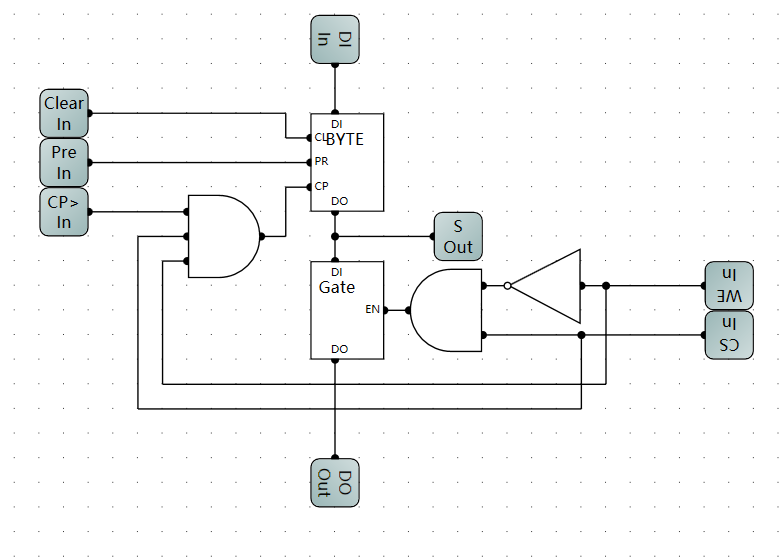 DI
In
Clear
In
DI
CL
BYTE
Pre
In
PR
CP>
In
CP
DO
S
Out
DI
Gate
EN
WE
In
CS
In
DO
DO
Out